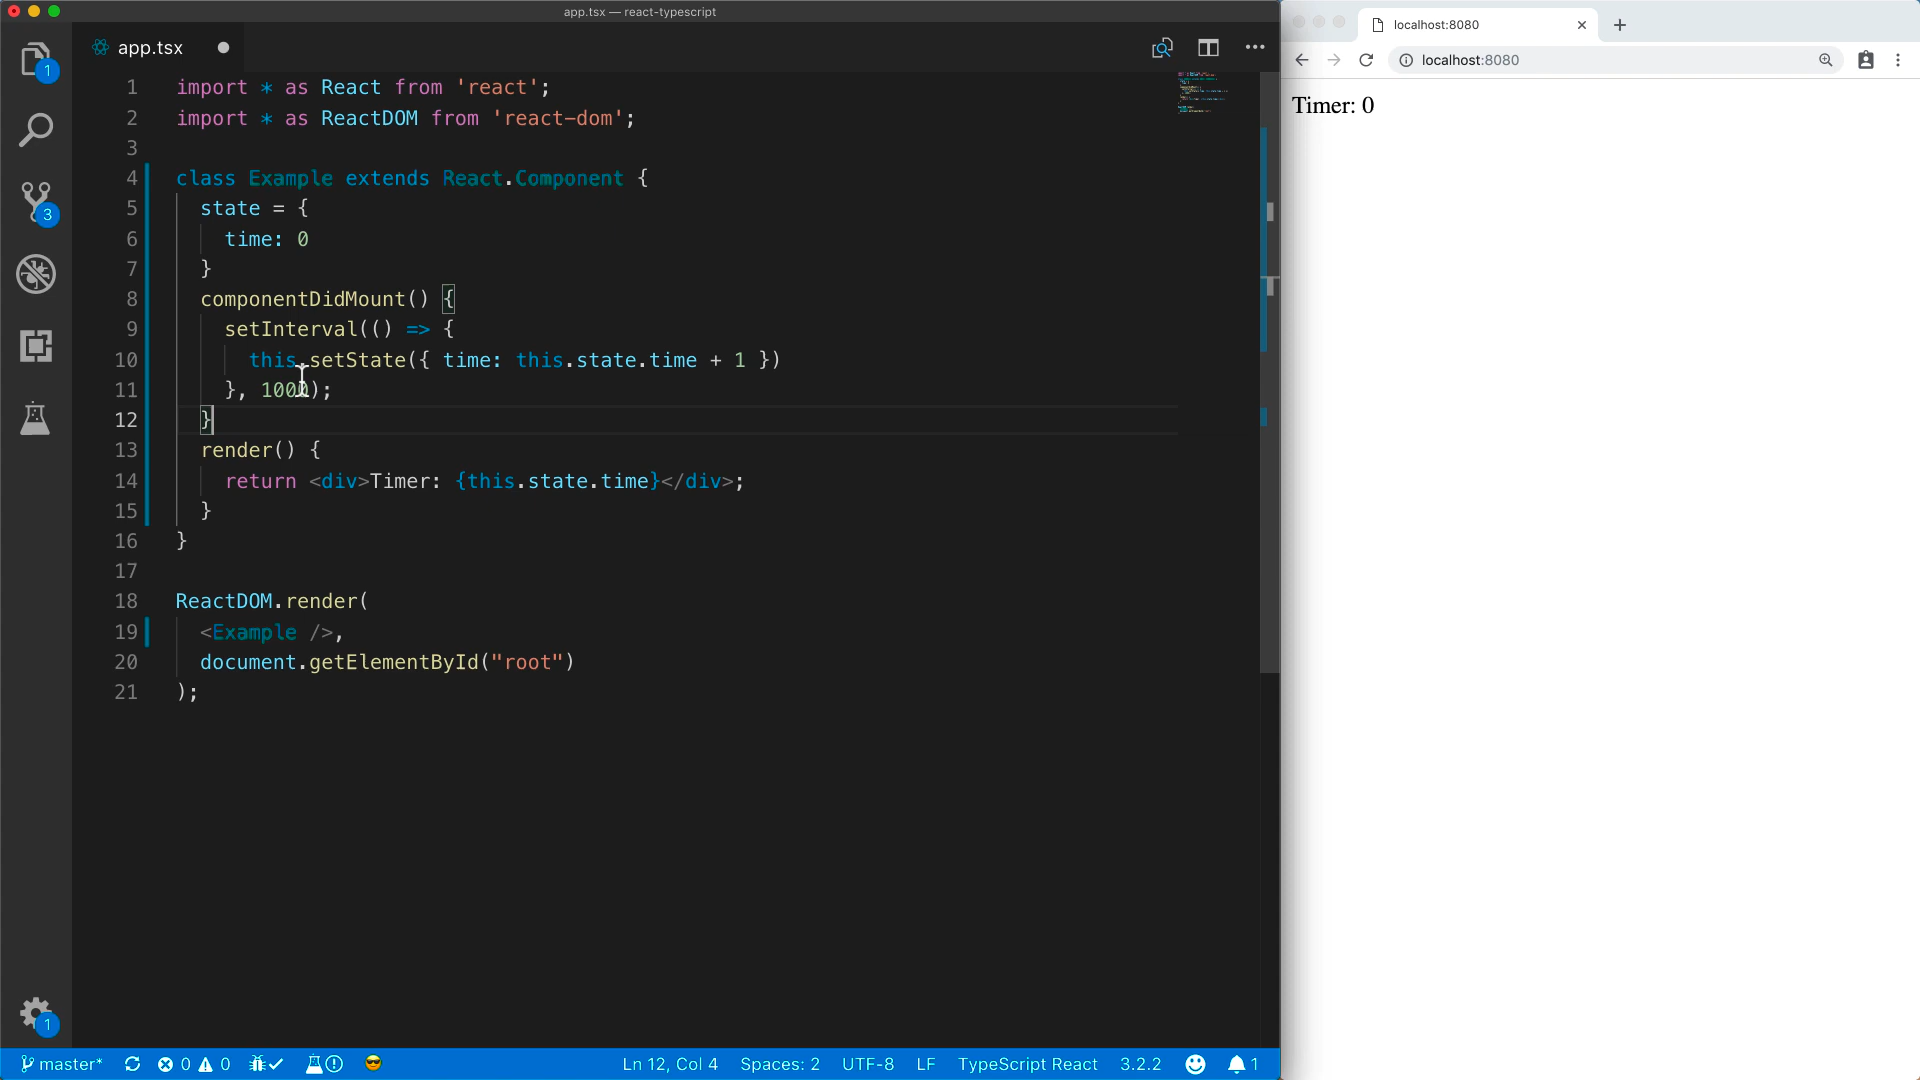 app.tsx — react-typescript
app.tsx
1 import * as React from 'react';
2 import * as ReactDOM from 'react-dom';
3
4 class Example extends React.Component {
5 state = {
6 time: 0
7 }
8 componentDidMount() {
9 setInterval(() => {
10 this.setState({ time: this.state.time + 1 })
11 }, 1000);
12 }
13 render() {
14 return <div>Timer: {this.state.time}</div>;
15 }
16 }
17
18 ReactDOM.render(
19 <Example />,
20 document.getElementById("root")
21 );
1
3
1
master* 0 0 Ln 12, Col 4 Spaces: 2 UTF-8 LF TypeScript React 3.2.2 1
localhost:8080
localhost:8080
Timer: 0